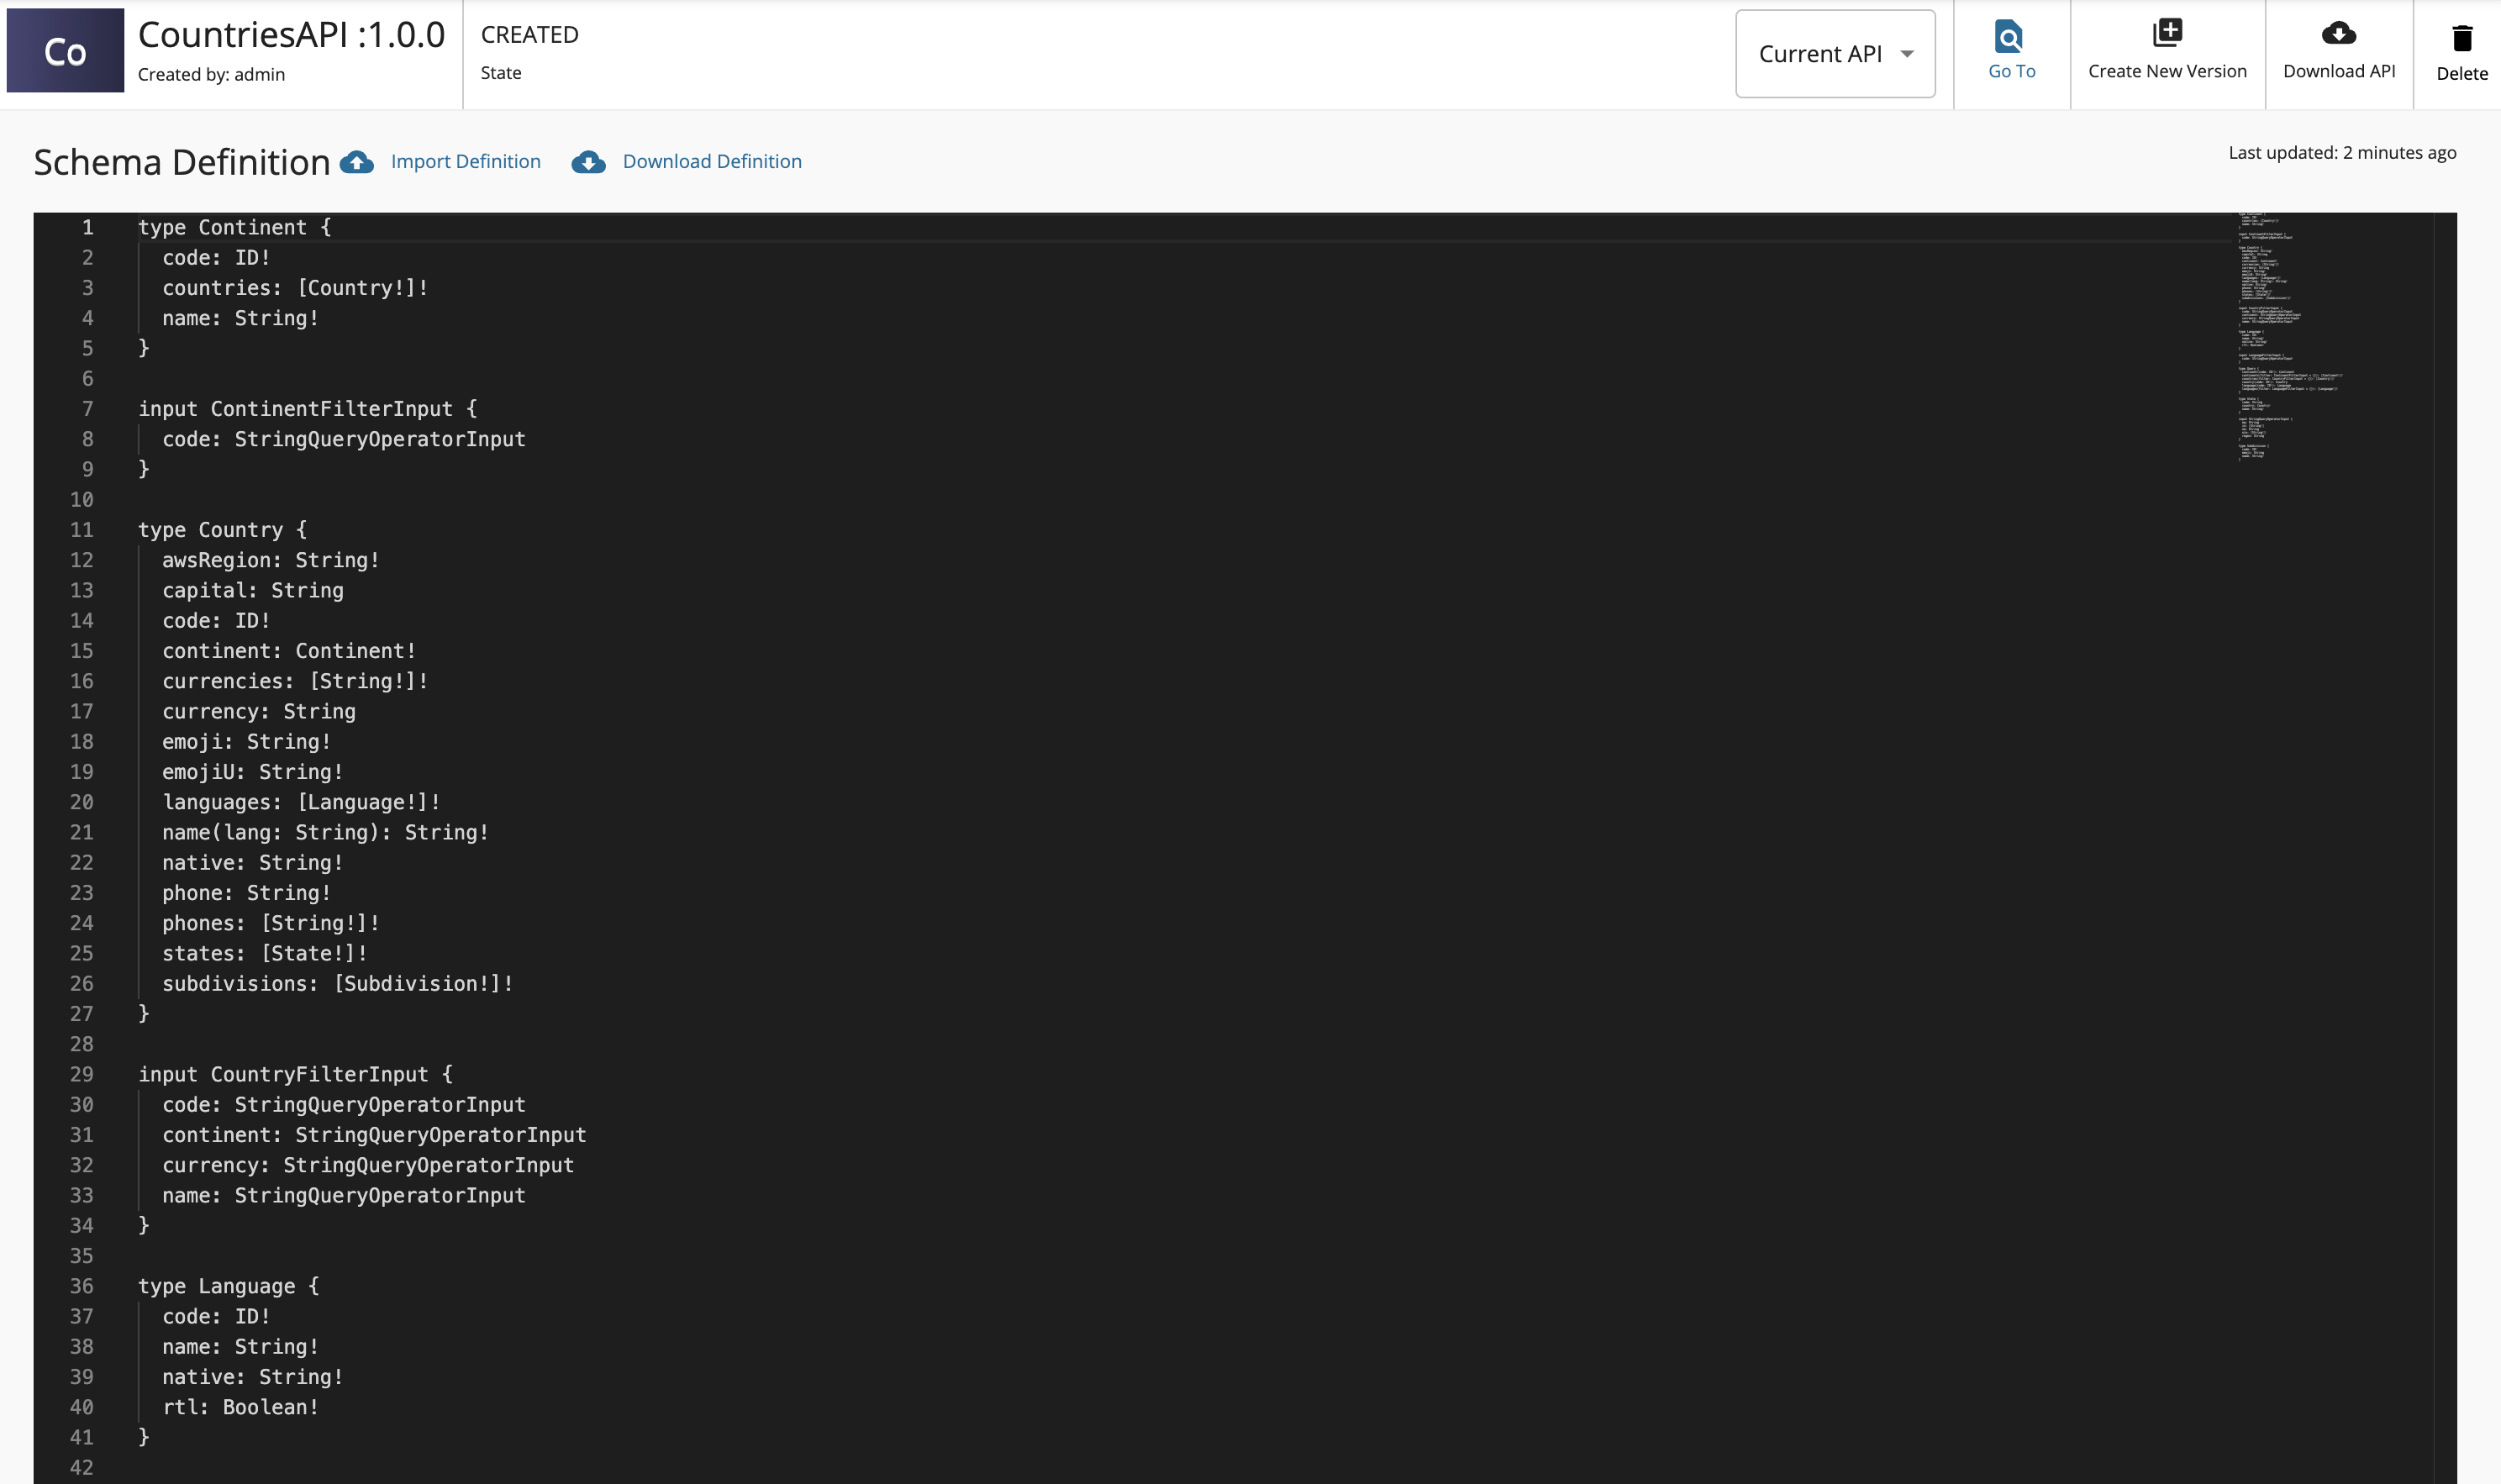 Co
CountriesAPI :1.0.0
Created by: admin
CREATED
State
Current API
Go To
Create New Version
Download API
Delete
Schema Definition
Import Definition
Download Definition
Last updated: 2 minutes ago
1 type Continent {
2   code: ID!
3   countries: [Country!]!
4   name: String!
5 }
6
7 input ContinentFilterInput {
8   code: StringQueryOperatorInput
9 }
10
11 type Country {
12   awsRegion: String!
13   capital: String
14   code: ID!
15   continent: Continent!
16   currencies: [String!]!
17   currency: String
18   emoji: String!
19   emojiU: String!
20   languages: [Language!]!
21   name(lang: String): String!
22   native: String!
23   phone: String!
24   phones: [String!]!
25   states: [State!]!
26   subdivisions: [Subdivision!]!
27 }
28
29 input CountryFilterInput {
30   code: StringQueryOperatorInput
31   continent: StringQueryOperatorInput
32   currency: StringQueryOperatorInput
33   name: StringQueryOperatorInput
34 }
35
36 type Language {
37   code: ID!
38   name: String!
39   native: String!
40   rtl: Boolean!
41 }
42